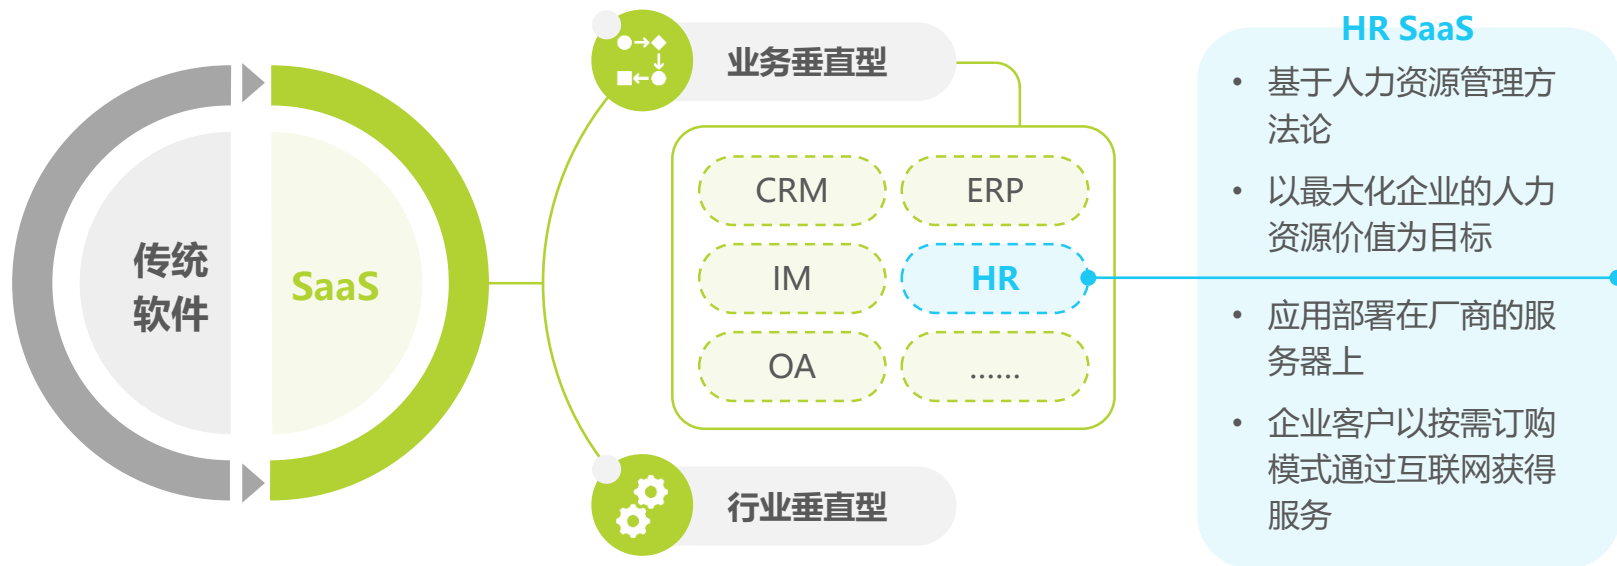 传统
软件
SaaS
业务垂直型
CRM
ERP
IM
HR
OA
......
行业垂直型
HR SaaS
• 基于人力资源管理方
法论
• 以最大化企业的人力
资源价值为目标
• 应用部署在厂商的服
务器上
• 企业客户以按需订购
模式通过互联网获得
服务